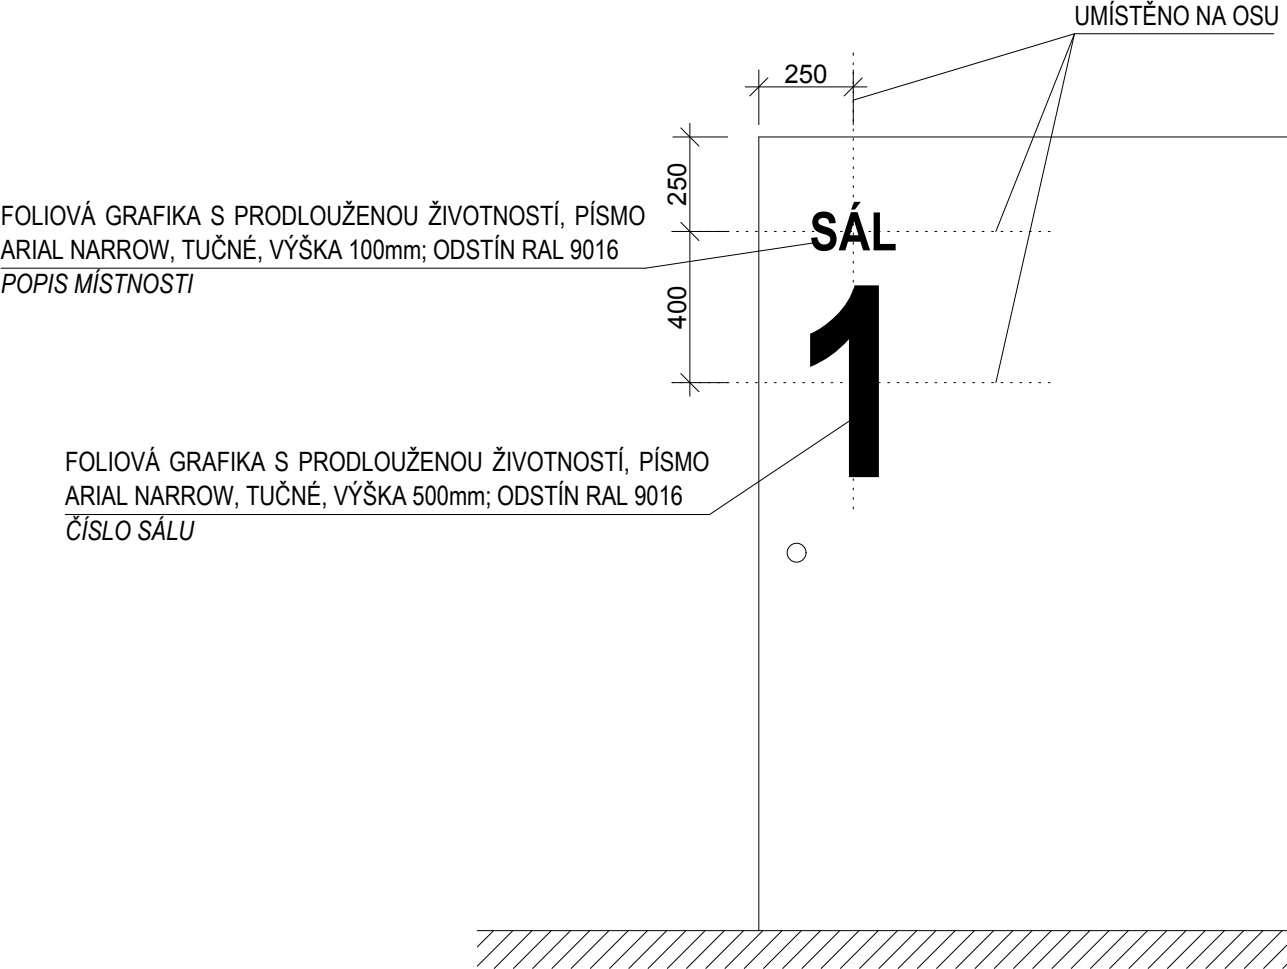 UMÍSTĚNO NA OSU
250
250
FOLIOVÁ GRAFIKA S PRODLOUŽENOU ŽIVOTNOSTÍ, PÍSMO
ARIAL NARROW, TUČNÉ, VÝŠKA 100mm; ODSTÍN RAL 9016
POPIS MÍSTNOSTI
SÁL
400
1
FOLIOVÁ GRAFIKA S PRODLOUŽENOU ŽIVOTNOSTÍ, PÍSMO
ARIAL NARROW, TUČNÉ, VÝŠKA 500mm; ODSTÍN RAL 9016
ČÍSLO SÁLU